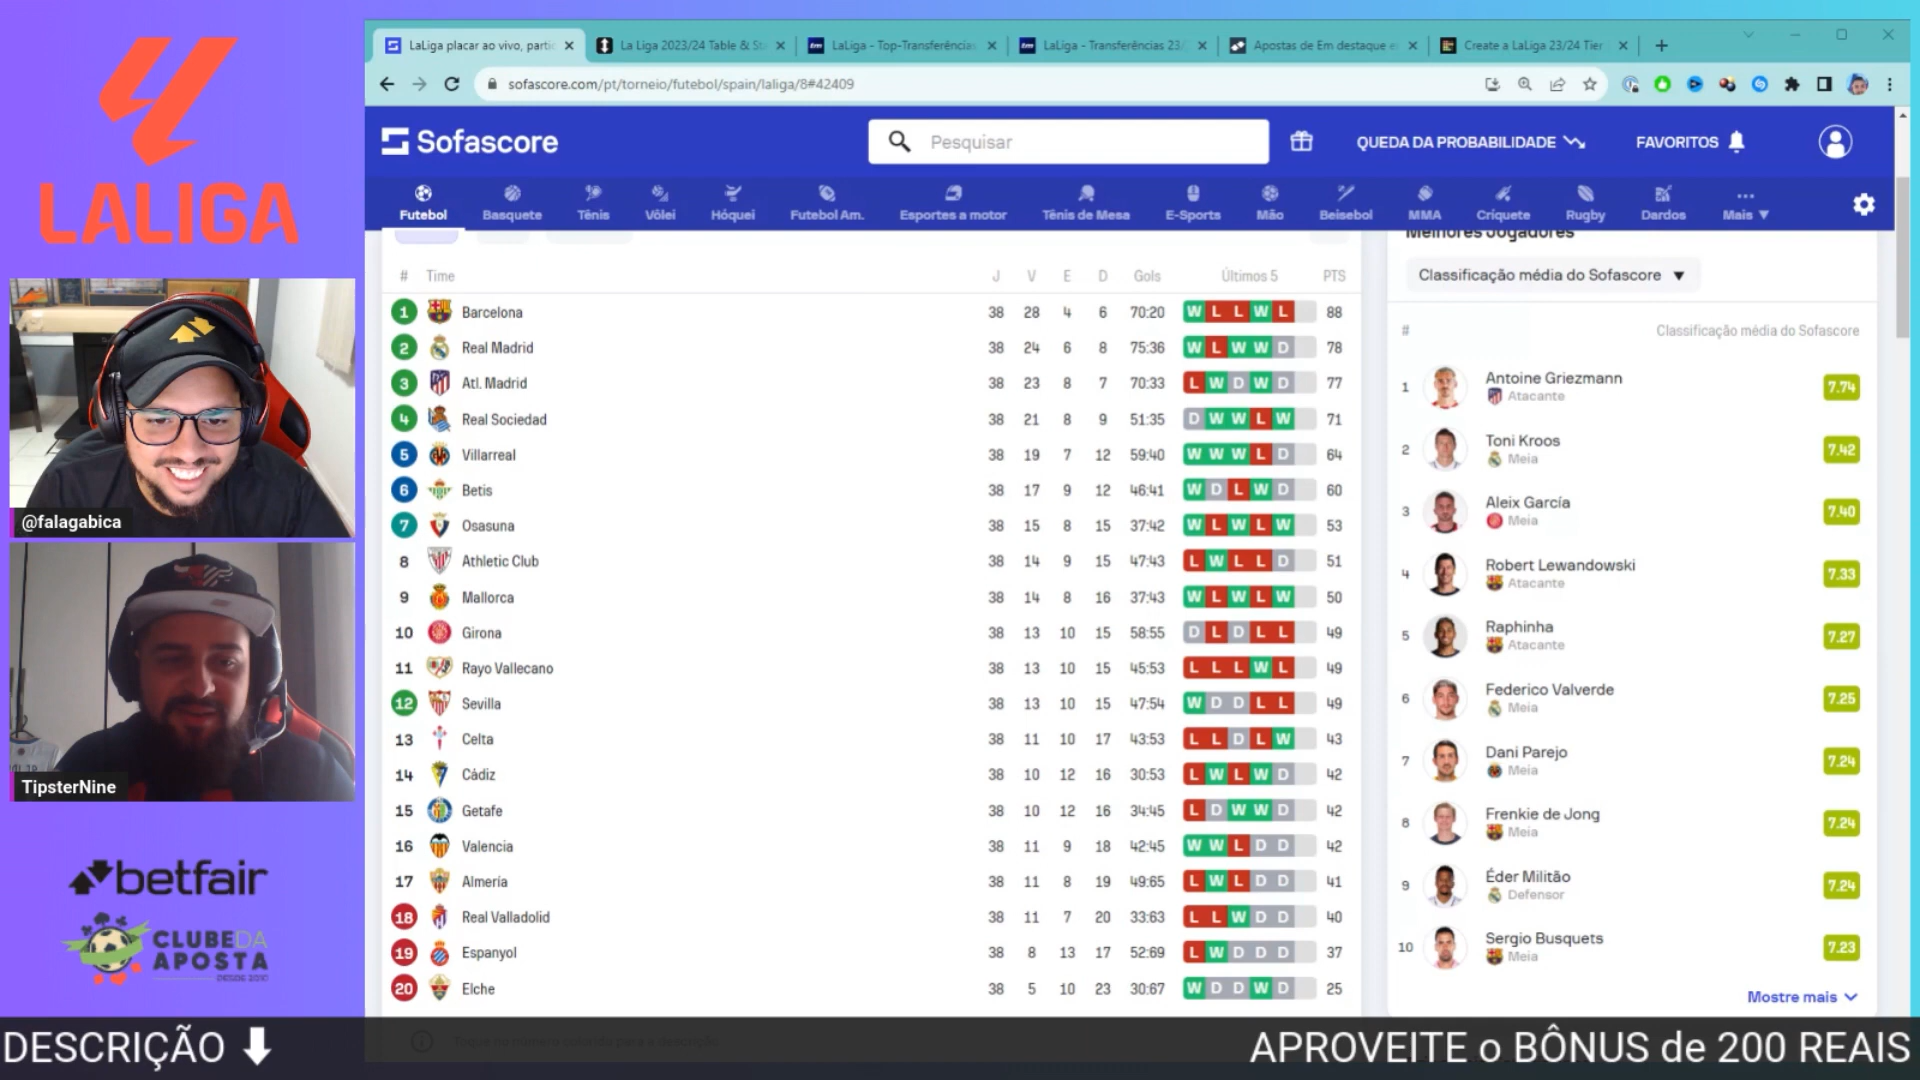 LALIGA
@falagabica
TipsterNine
betfair
CLUBE DA
APOSTA
DESDE 2010
LaLiga placar ao vivo, partic
La Liga 2023/24 Table & St
LaLiga - Top-Transferências
LaLiga - Transferências 23/
Apostas de Em destaque e
Create a LaLiga 23/24 Tier
sofascore.com/pt/torneio/futebol/spain/laliga/8#42409
Sofascore
Pesquisar
QUEDA DA PROBABILIDADE
FAVORITOS
Futebol Basquete Tênis Vôlei Hóquei Futebol Am. Esportes a motor Tênis de Mesa E-Sports Mão Beisebol MMA Críquete Rugby Dardos Mais
# Time J V E D Gols Últimos 5 PTS
1 Barcelona 38 28 4 6 70:20 W L L W L 88
2 Real Madrid 38 24 6 8 75:36 W L W W D 78
3 Atl. Madrid 38 23 8 7 70:33 L W D W D 77
4 Real Sociedad 38 21 8 9 51:35 D W W L W 71
5 Villarreal 38 19 7 12 59:40 W W W L D 64
6 Betis 38 17 9 12 46:41 W D L W D 60
7 Osasuna 38 15 8 15 37:42 W L W L W 53
8 Athletic Club 38 14 9 15 47:43 L W L L D 51
9 Mallorca 38 14 8 16 37:43 W L W L W 50
10 Girona 38 13 10 15 58:55 D L D L L 49
11 Rayo Vallecano 38 13 10 15 45:53 L L L W L 49
12 Sevilla 38 13 10 15 47:54 W D D L L 49
13 Celta 38 11 10 17 43:53 L L D L W 43
14 Cádiz 38 10 12 16 30:53 L W L W D 42
15 Getafe 38 10 12 16 34:45 L D W W D 42
16 Valencia 38 11 9 18 42:45 W W L D D 42
17 Almería 38 11 8 19 49:65 L W L D D 41
18 Real Valladolid 38 11 7 20 33:63 L L W D D 40
19 Espanyol 38 8 13 17 52:69 L W D D D 37
20 Elche 38 5 10 23 30:67 W D D W D 25
Melhores Jogadores
Classificação média do Sofascore
# Classificação média do Sofascore
1 Antoine Griezmann 7.74
Atacante
2 Toni Kroos 7.42
Meia
3 Aleix García 7.40
Meia
4 Robert Lewandowski 7.33
Atacante
5 Raphinha 7.27
Atacante
6 Federico Valverde 7.25
Meia
7 Dani Parejo 7.24
Meia
8 Frenkie de Jong 7.24
Meia
9 Éder Militão 7.24
Defensor
10 Sergio Busquets 7.23
Meia
Mostre mais
DESCRIÇÃO
APROVEITE o BÔNUS de 200 REAIS